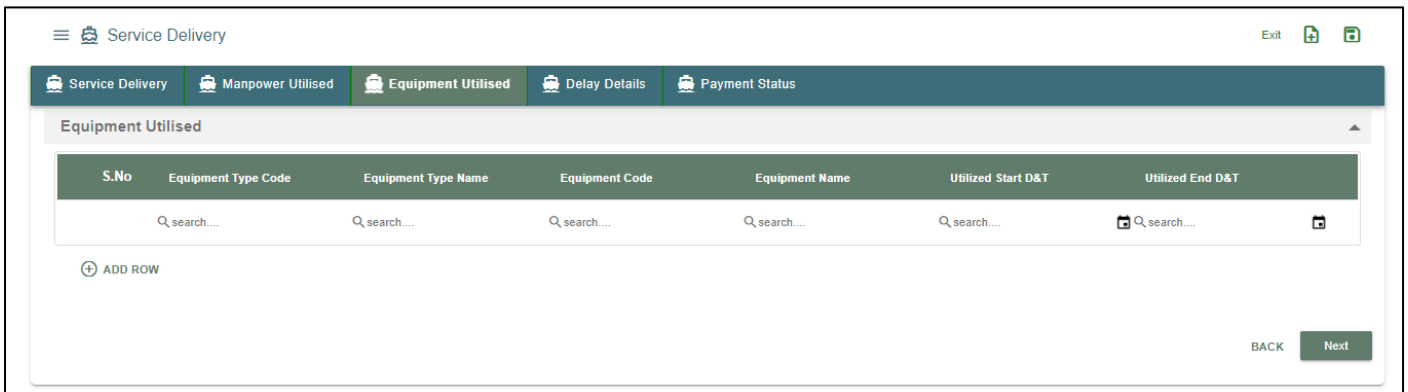 Service Delivery Exit
Service Delivery Manpower Utilised Equipment Utilised Delay Details Payment Status
Equipment Utilised
S.No Equipment Type Code Equipment Type Name Equipment Code Equipment Name Utilized Start D&T Utilized End D&T
search.... search.... search.... search.... search.... search....
ADD ROW
BACK Next